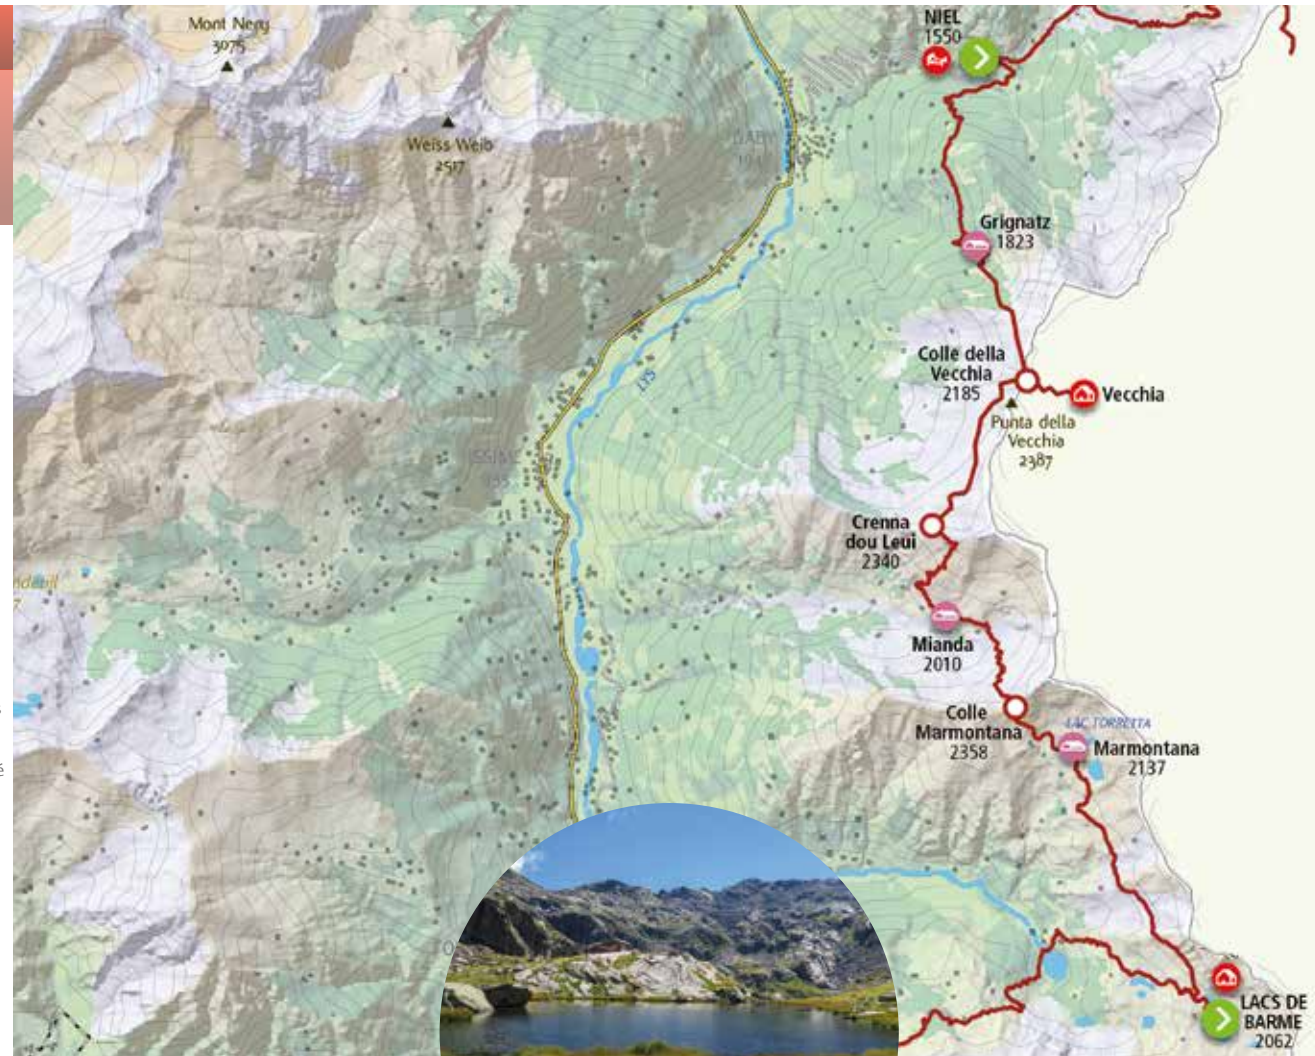 Mont Nery
3075
Weiss Weib
2517
NIEL
1550
Grignatz
1823
Colle della
Vecchia
2185
Vecchia
Punta della
Vecchia
2387
LYS
Crenna
dou Leui
2340
Mianda
2010
Colle
Marmontana
2358
LAC TORRETTA
Marmontana
2137
LACS DE
BARME
2062
é